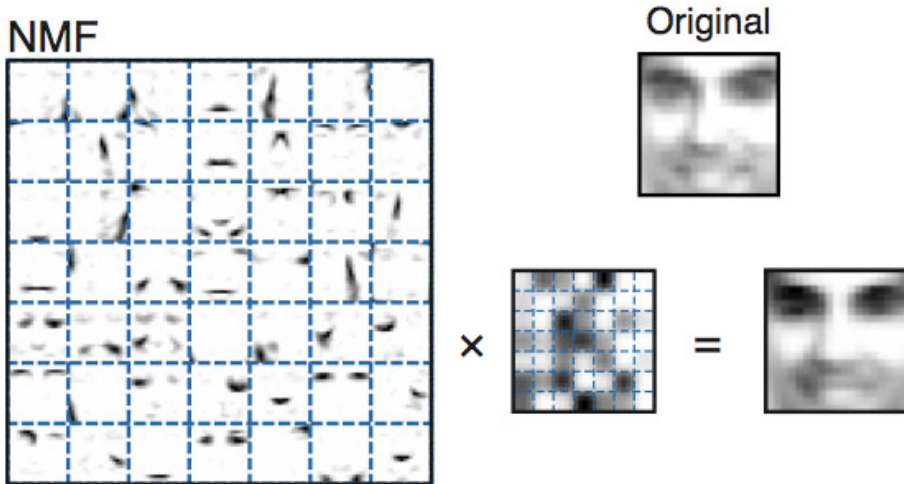 NMF
Original
× =